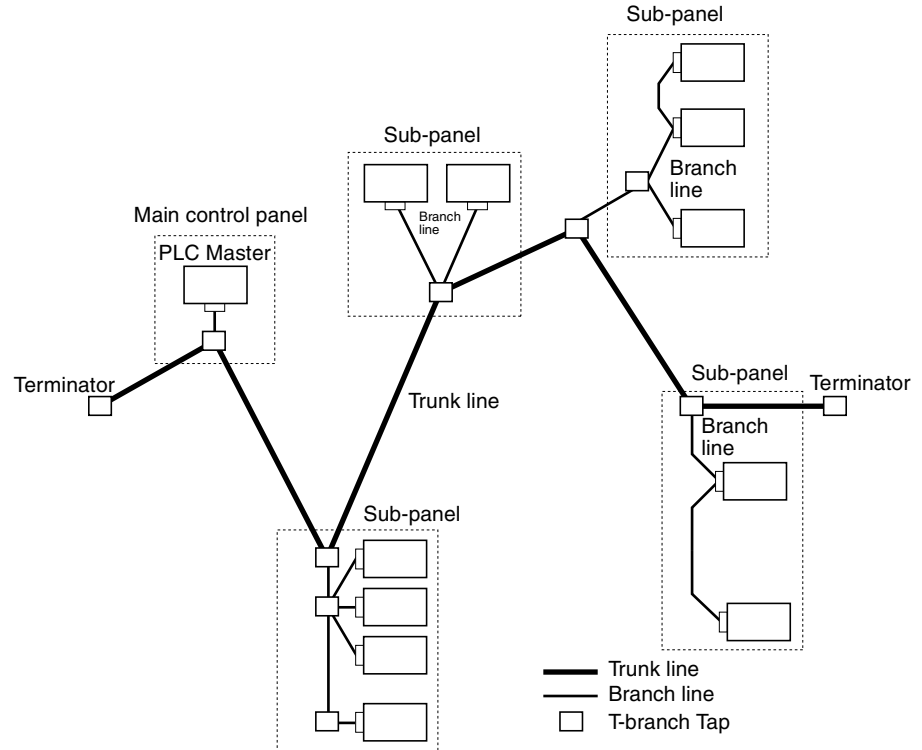 Sub-panel
Sub-panel
Branch
line
Main control panel
Branch
line
PLC Master
Terminator
Trunk line
Sub-panel
Terminator
Branch
line
Sub-panel
Trunk line
Branch line
T-branch Tap